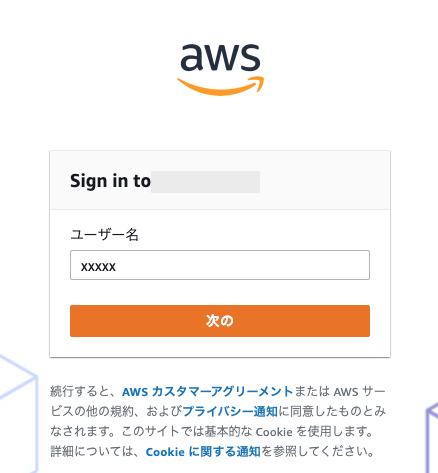 aws
Sign in to
ユーザー名
xxxxx
次の
続行すると、AWS カスタマーアグリーメントまたは AWS サー
ビスの他の規約、およびプライバシー通知に同意したものとみ
なされます。このサイトでは基本的な Cookie を使用します。
詳細については、Cookie に関する通知を参照してください。